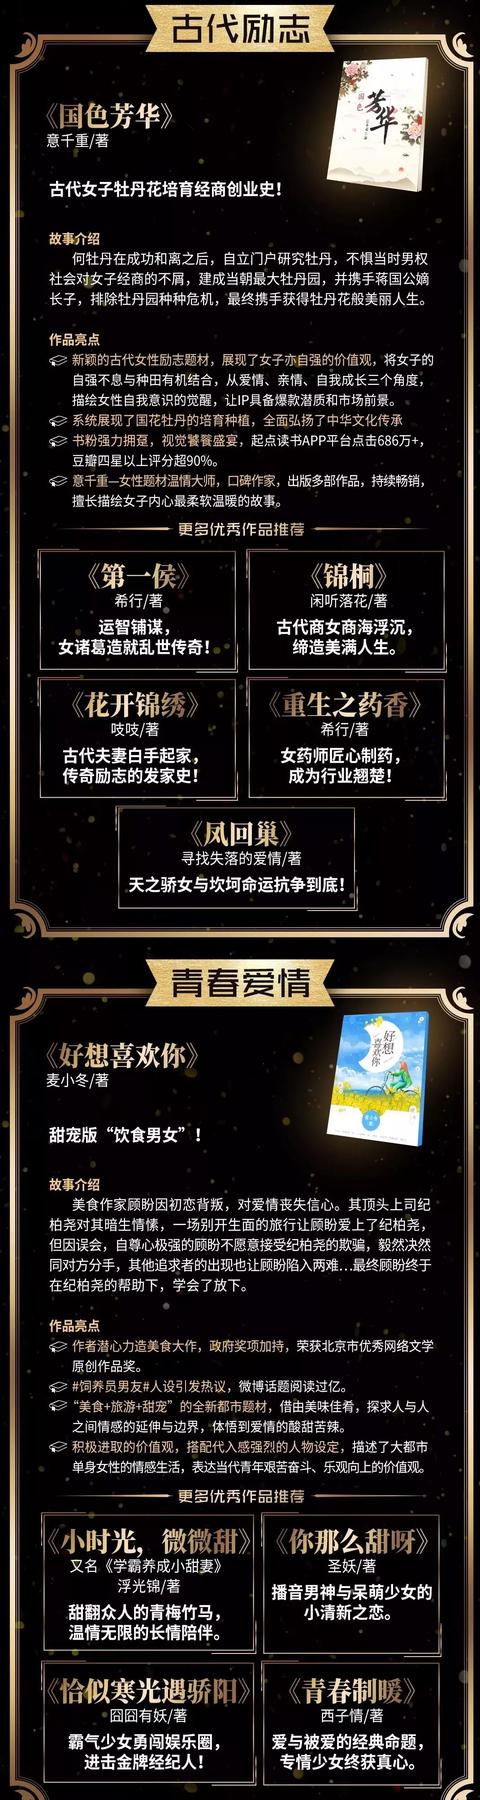 古代励志
《国色芳华》
意千重/著
国色
芳华
古代女子牡丹花培育经商创业史！
故事介绍
何牡丹在成功和离之后，自立门户研究牡丹，不惧当时男权
社会对女子经商的不屑，建成当朝最大牡丹园，并携手蒋国公嫡
长子，排除牡丹园种种危机，最终携手获得牡丹花般美丽人生。
作品亮点
新颖的古代女性励志题材，展现了女子亦自强的价值观，将女子的
自强不息与种田有机结合，从爱情、亲情、自我成长三个角度，
描绘女性自我意识的觉醒，让IP具备爆款潜质和市场前景。
系统展现了国花牡丹的培育种植，全面弘扬了中华文化传承
书粉强力拥趸，视觉饕餮盛宴，起点读书APP平台点击686万+，
豆瓣四星以上评分超90%。
意千重—女性题材温情大师，口碑作家，出版多部作品，持续畅销，
擅长描绘女子内心最柔软温暖的故事。
更多优秀作品推荐
《第一侯》
希行/著
运智铺谋，
女诸葛造就乱世传奇！
《锦桐》
闲听落花/著
古代商女商海浮沉，
缔造美满人生。
《花开锦绣》
吱吱/著
古代夫妻白手起家，
传奇励志的发家史！
《重生之药香》
希行/著
女药师匠心制药，
成为行业翘楚！
《凤回巢》
寻找失落的爱情/著
天之骄女与坎坷命运抗争到底！
青春爱情
《好想喜欢你》
麦小冬/著
好想
喜欢你
甜宠版“饮食男女”！
故事介绍
美食作家顾盼因初恋背叛，对爱情丧失信心。其顶头上司纪
柏尧对其暗生情愫，一场别开生面的旅行让顾盼爱上了纪柏尧，
但因误会，自尊心极强的顾盼不愿意接受纪柏尧的欺骗，毅然决然
同对方分手，其他追求者的出现也让顾盼陷入两难...最终顾盼终于
在纪柏尧的帮助下，学会了放下。
作品亮点
作者潜心力造美食大作，政府奖项加持，荣获北京市优秀网络文学
原创作品奖。
#饲养员男友#人设引发热议，微博话题阅读过亿。
“美食+旅游+甜宠”的全新都市题材，借由美味佳肴，探求人与人
之间情感的延伸与边界，体悟到爱情的酸甜苦辣。
积极进取的价值观，搭配代入感强烈的人物设定，描述了大都市
单身女性的情感生活，表达当代青年艰苦奋斗、乐观向上的价值观。
更多优秀作品推荐
《小时光，微微甜》
又名《学霸养成小甜妻》
浮光锦/著
甜翻众人的青梅竹马，
温情无限的长情陪伴。
《你那么甜呀》
圣妖/著
播音男神与呆萌少女的
小清新之恋。
《恰似寒光遇骄阳》
囧囧有妖/著
霸气少女勇闯娱乐圈，
进击金牌经纪人！
《青春制暖》
西子情/著
爱与被爱的经典命题，
专情少女终获真心。